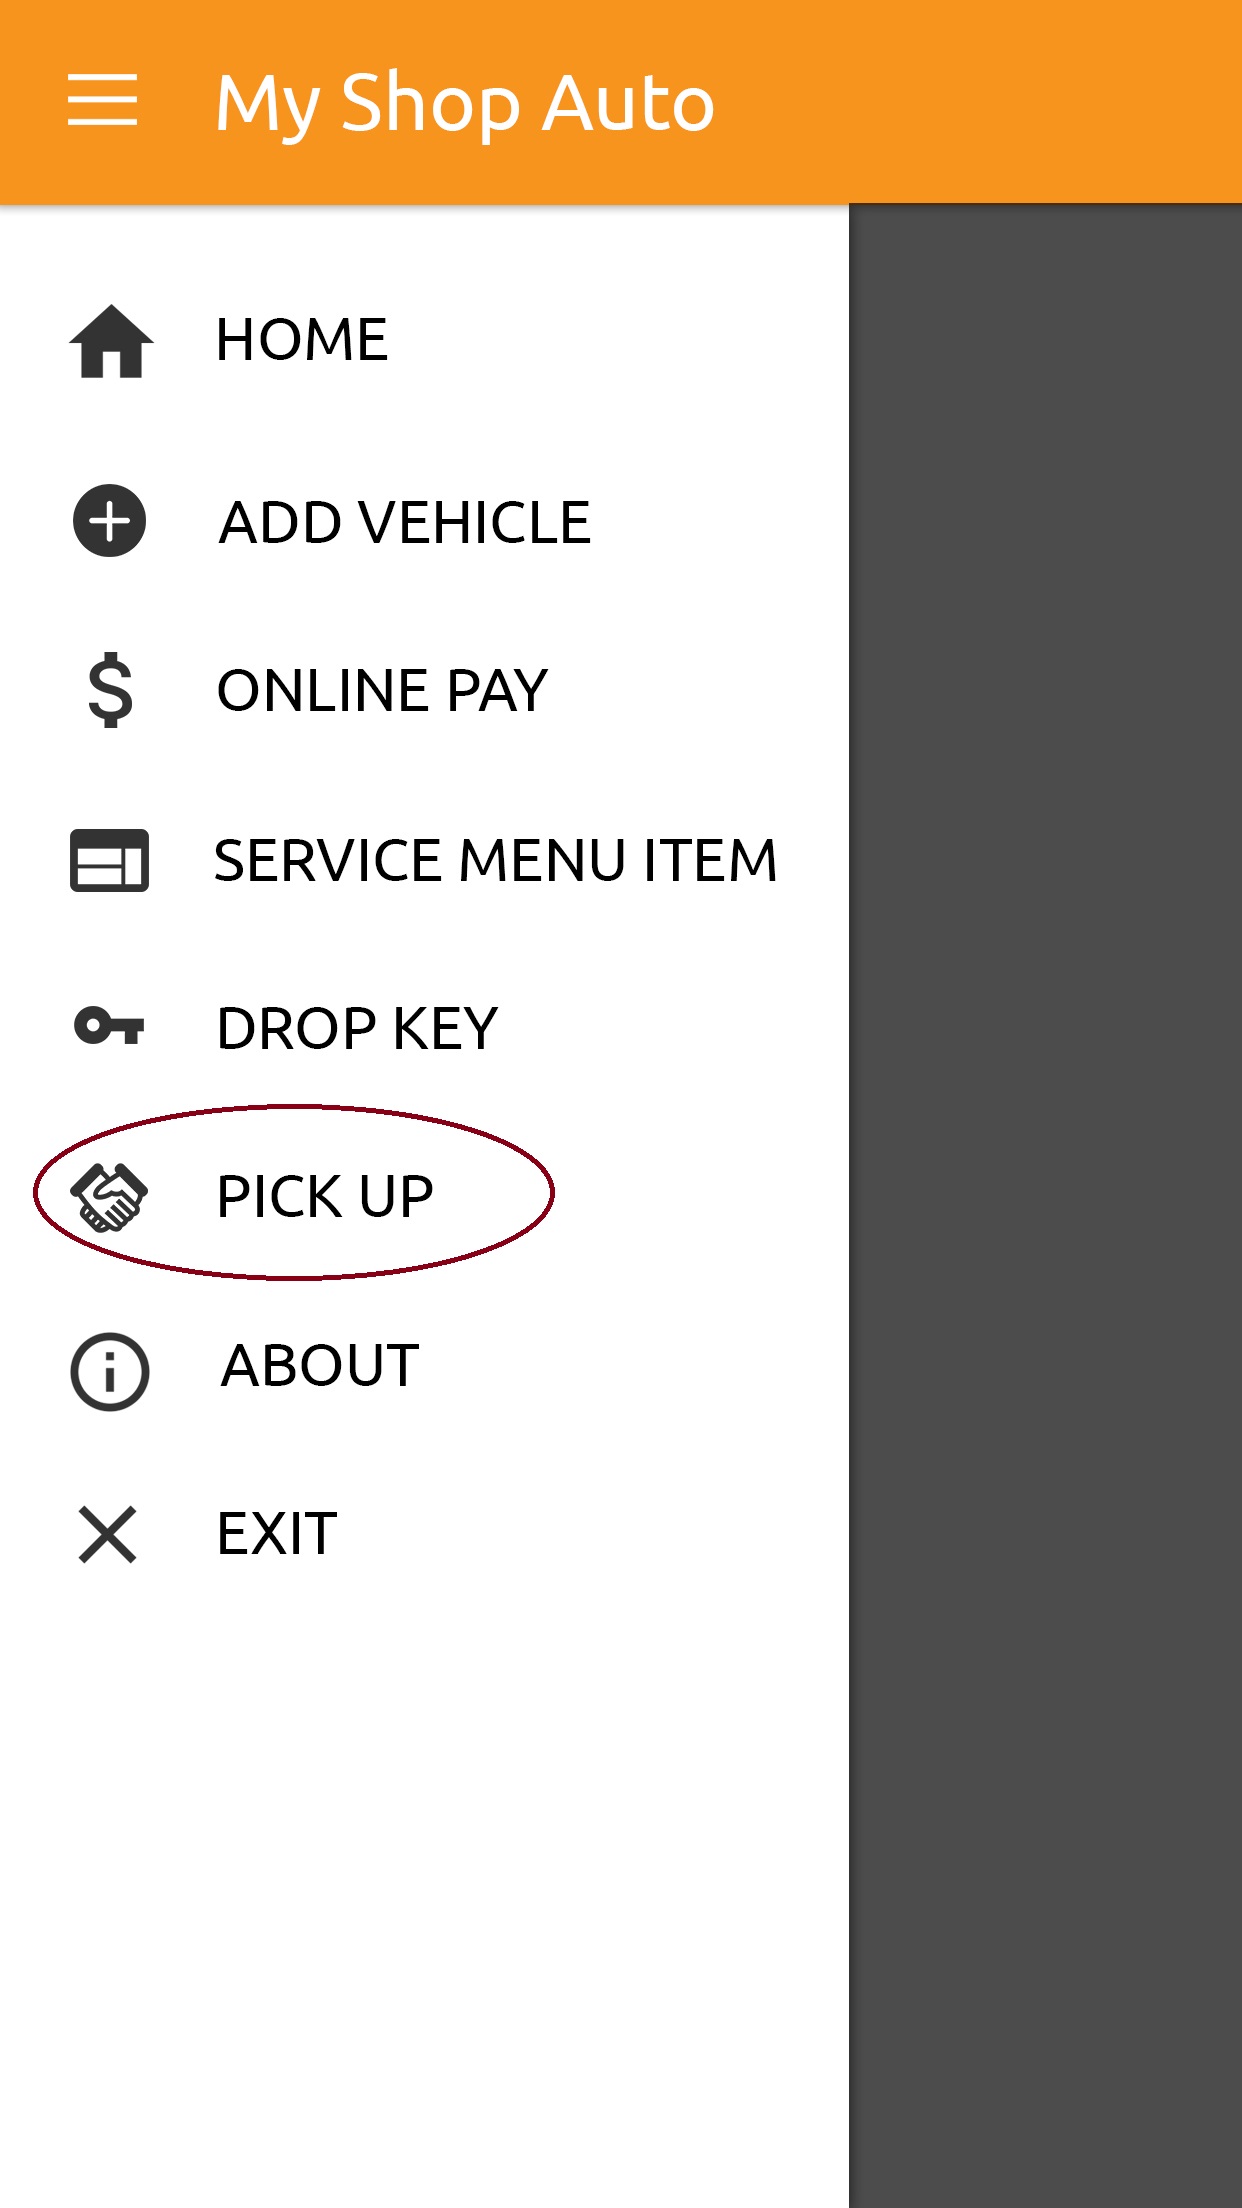 My Shop Auto
HOME
ADD VEHICLE
ONLINE PAY
SERVICE MENU ITEM
DROP KEY
PICK UP
ABOUT
EXIT